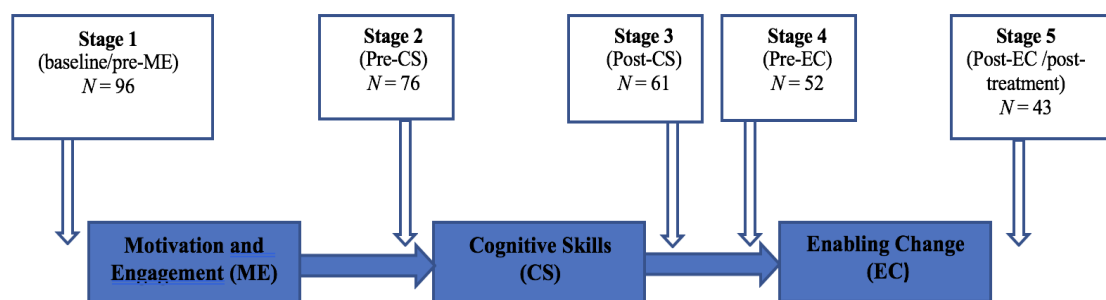 Stage 1
(baseline/pre-ME)
N = 96
Stage 2
(Pre-CS)
N = 76
Stage 3
(Post-CS)
N = 61
Stage 4
(Pre-EC)
N = 52
Stage 5
(Post-EC /post-
treatment)
N = 43
Motivation and
Engagement (ME)
Cognitive Skills
(CS)
Enabling Change
(EC)